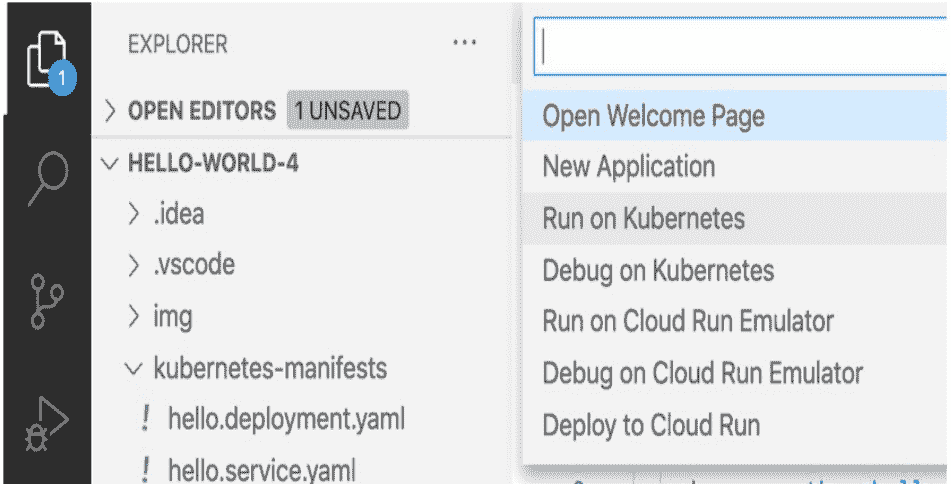 EXPLORER
...
1
OPEN EDITORS 1 UNSAVED
HELLO-WORLD-4
.idea
.vscode
img
kubernetes-manifests
! hello.deployment.yaml
! hello.service.yaml
Open Welcome Page
New Application
Run on Kubernetes
Debug on Kubernetes
Run on Cloud Run Emulator
Debug on Cloud Run Emulator
Deploy to Cloud Run